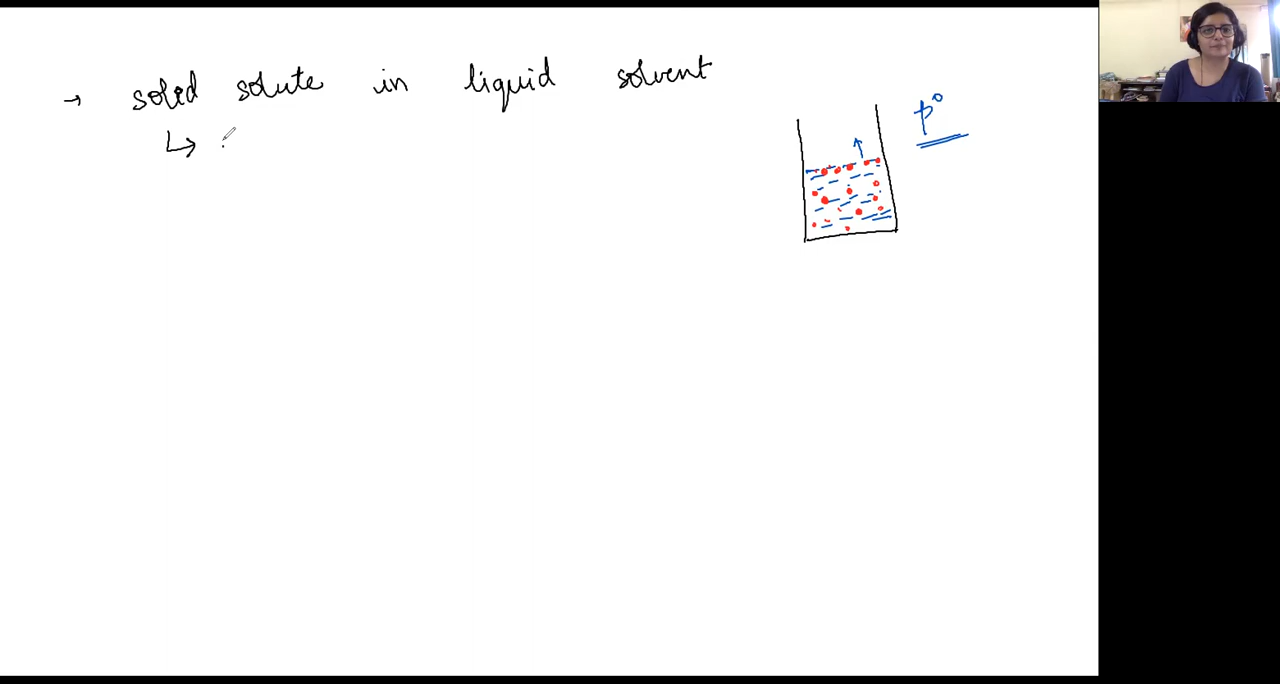 → solid solute in liquid solvent
↳
p°